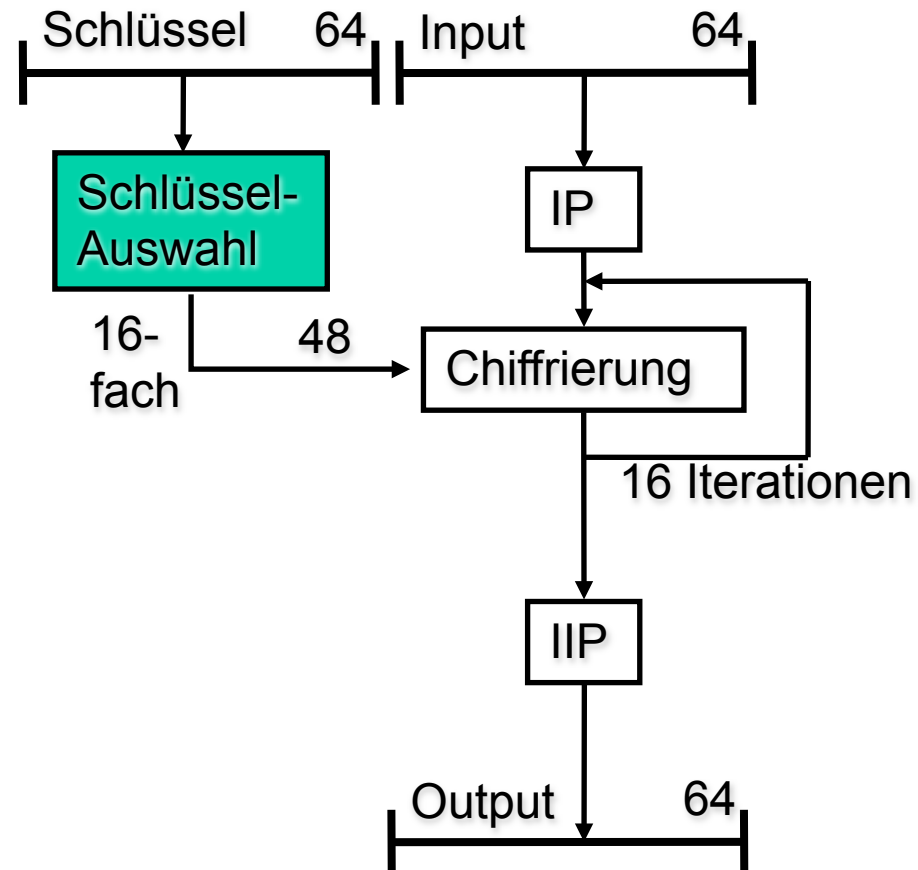 Schlüssel 64
Input 64
Schlüssel-
Auswahl
IP
16-
fach
48
Chiffrierung
16 Iterationen
IIP
Output 64